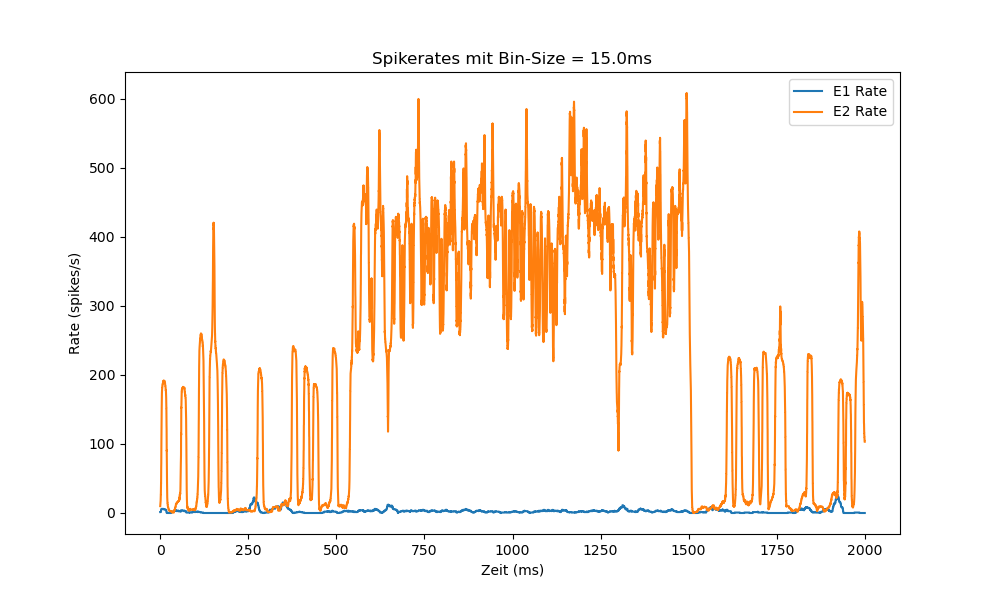 Spikerates mit Bin-Size = 15.0ms
E1 Rate
E2 Rate
Rate (spikes/s)
600
500
400
300
200
100
0
0 250 500 750 1000 1250 1500 1750 2000
Zeit (ms)